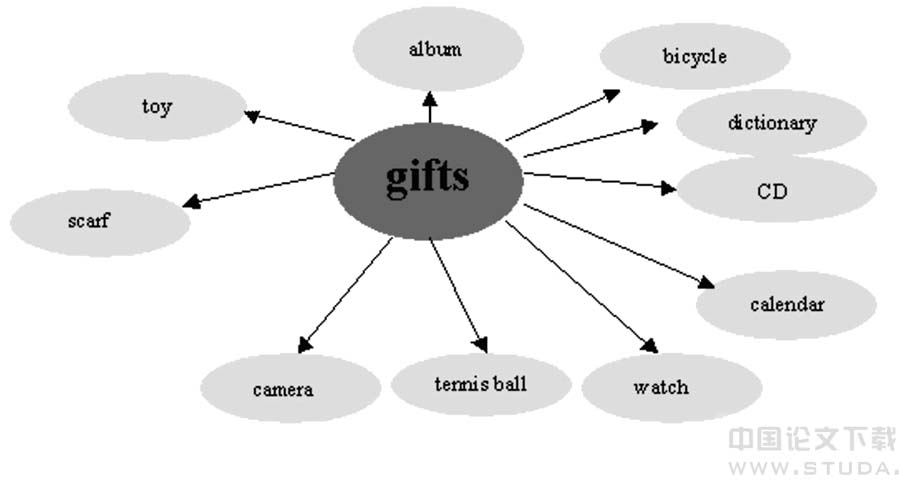 album
bicycle
toy
dictionary
gifts
CD
scarf
calendar
camera
tennis ball
watch
中国论文下载
WWW.STUDA.